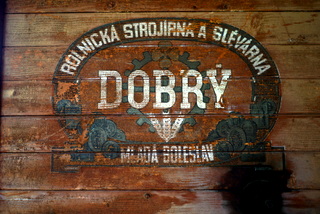 ROLNICKÁ STROJÍRNA A SLÉVÁRNA
DOBRÝ
MLADÁ BOLESLAV